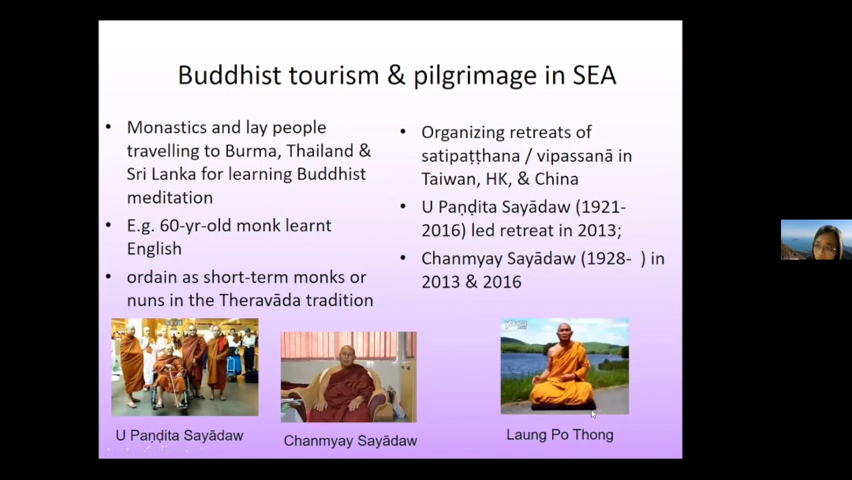 Buddhist tourism & pilgrimage in SEA
• Monastics and lay people
travelling to Burma, Thailand &
Sri Lanka for learning Buddhist
meditation
• E.g. 60-yr-old monk learnt
English
• ordain as short-term monks or
nuns in the Theravāda tradition
• Organizing retreats of
satipaṭṭhana / vipassanā in
Taiwan, HK, & China
• U Paṇḍita Sayādaw (1921-
2016) led retreat in 2013;
• Chanmyay Sayādaw (1928- ) in
2013 & 2016
U Paṇḍita Sayādaw
Chanmyay Sayādaw
Laung Po Thong